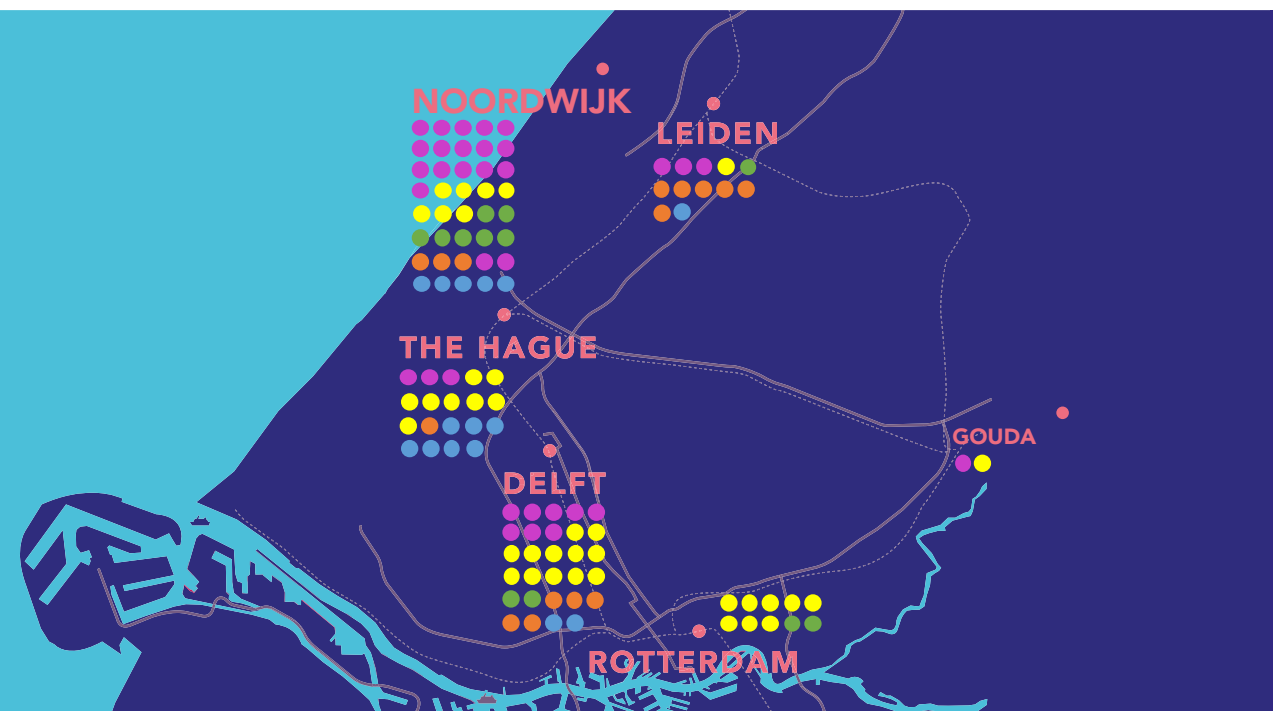 NOORDWIJK
LEIDEN
THE HAGUE
GOUDA
DELFT
ROTTERDAM